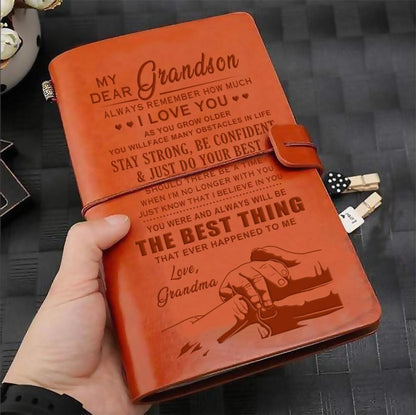 MY DEAR Grandson
ALWAYS REMEMBER HOW MUCH
I LOVE YOU
AS YOU GROW OLDER
YOU WILLFACE MANY OBSTACLES IN LIFE
STAY STRONG, BE CONFIDENT
& JUST DO YOUR BEST
SHOULD THERE BE A TIME
WHEN I'M NO LONGER WITH YOU
JUST KNOW THAT I BELIEVE IN YOU
YOU WERE AND ALWAYS WILL BE
THE BEST THING
THAT EVER HAPPENED TO ME
Love,
Grandma